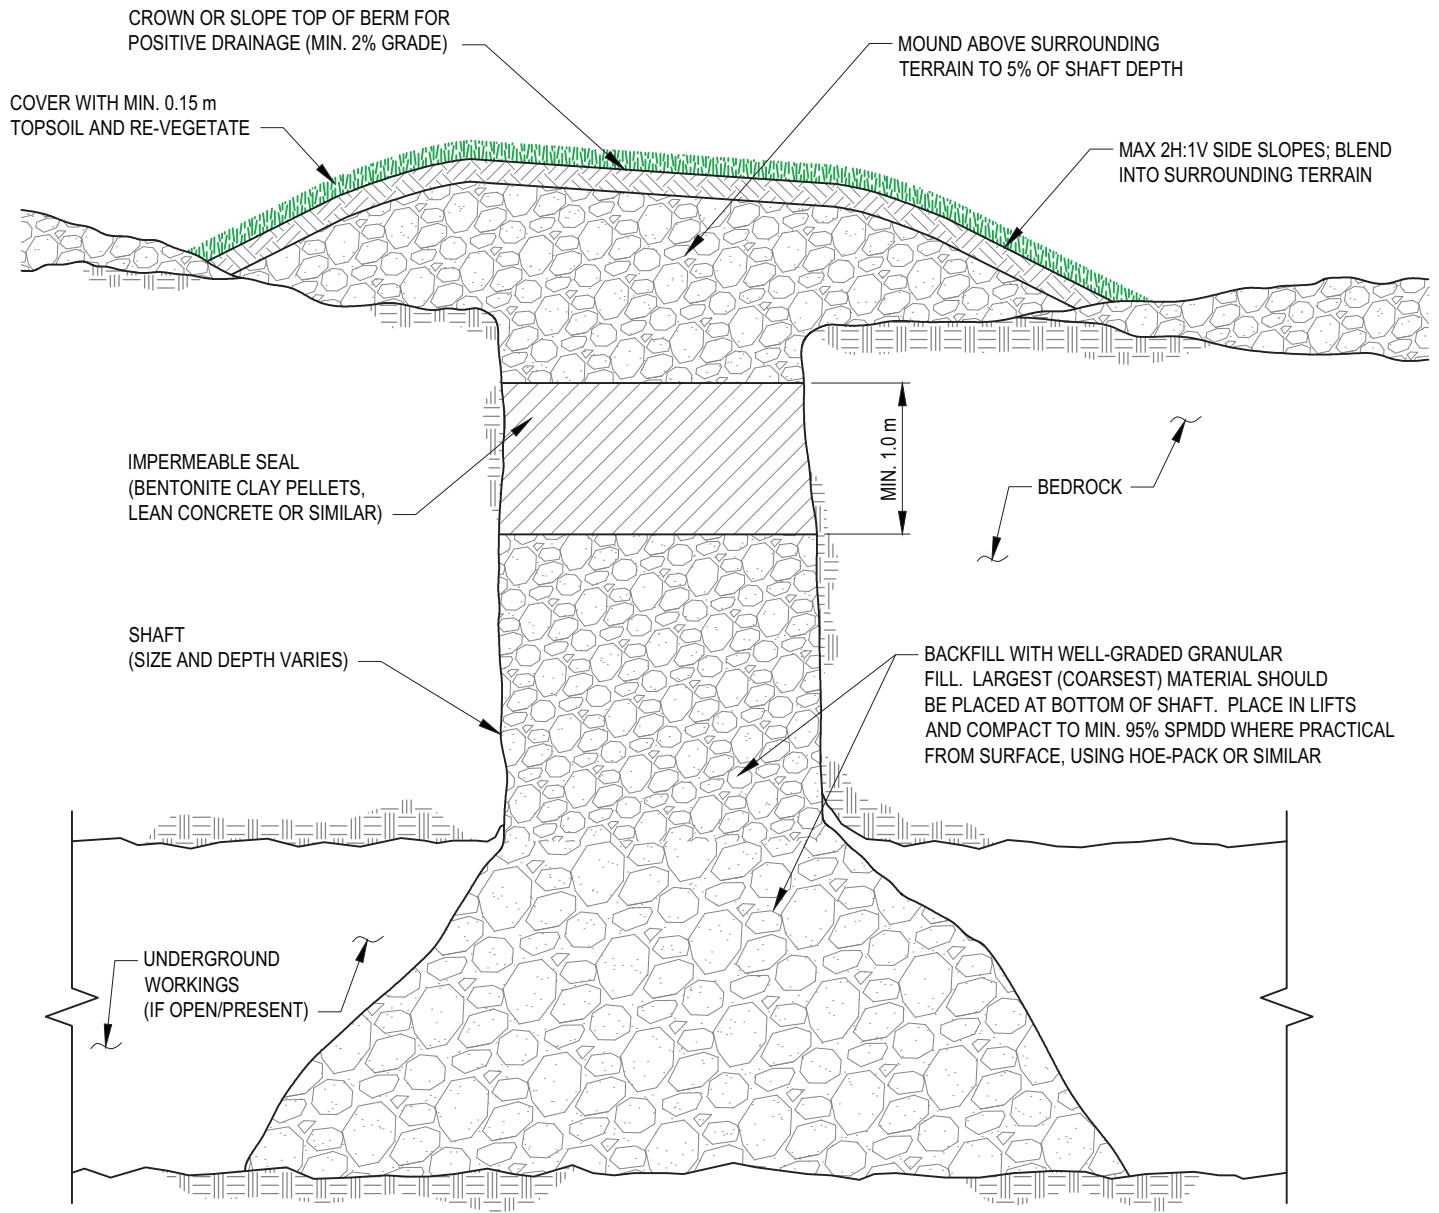 CROWN OR SLOPE TOP OF BERM FOR
POSITIVE DRAINAGE (MIN. 2% GRADE)
MOUND ABOVE SURROUNDING
TERRAIN TO 5% OF SHAFT DEPTH
COVER WITH MIN. 0.15 m
TOPSOIL AND RE-VEGETATE
MAX 2H:1V SIDE SLOPES; BLEND
INTO SURROUNDING TERRAIN
MIN. 1.0 m
IMPERMEABLE SEAL
(BENTONITE CLAY PELLETS,
LEAN CONCRETE OR SIMILAR)
BEDROCK
SHAFT
(SIZE AND DEPTH VARIES)
BACKFILL WITH WELL-GRADED GRANULAR
FILL. LARGEST (COARSEST) MATERIAL SHOULD
BE PLACED AT BOTTOM OF SHAFT. PLACE IN LIFTS
AND COMPACT TO MIN. 95% SPMDD WHERE PRACTICAL
FROM SURFACE, USING HOE-PACK OR SIMILAR
UNDERGROUND
WORKINGS
(IF OPEN/PRESENT)